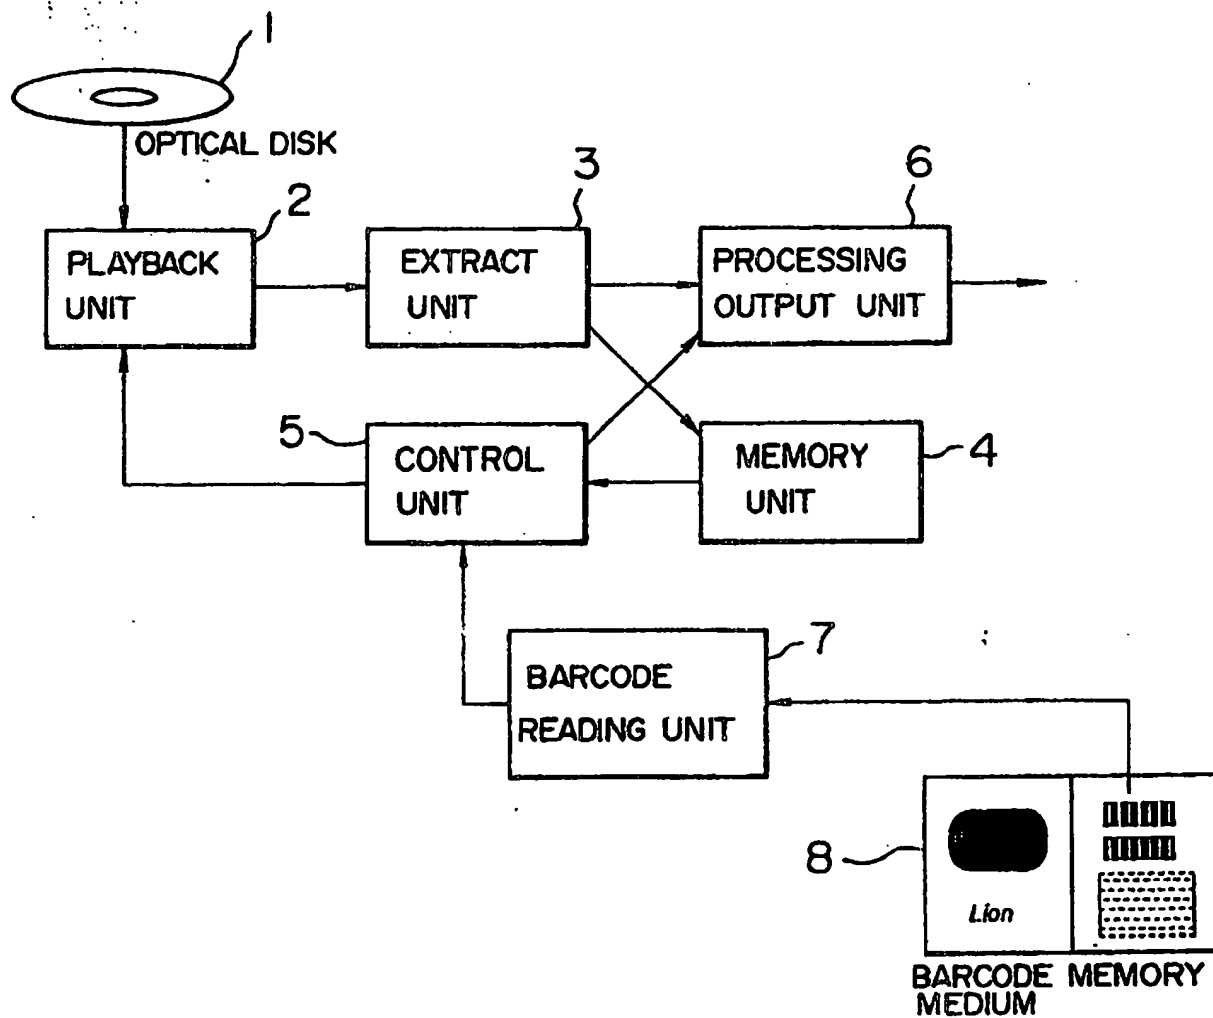 1
OPTICAL DISK
2
3
6
PLAYBACK
UNIT
EXTRACT
UNIT
PROCESSING
OUTPUT UNIT
5
CONTROL
UNIT
MEMORY
UNIT
4
7
BARCODE
READING UNIT
8
Lion
BARCODE MEMORY
MEDIUM